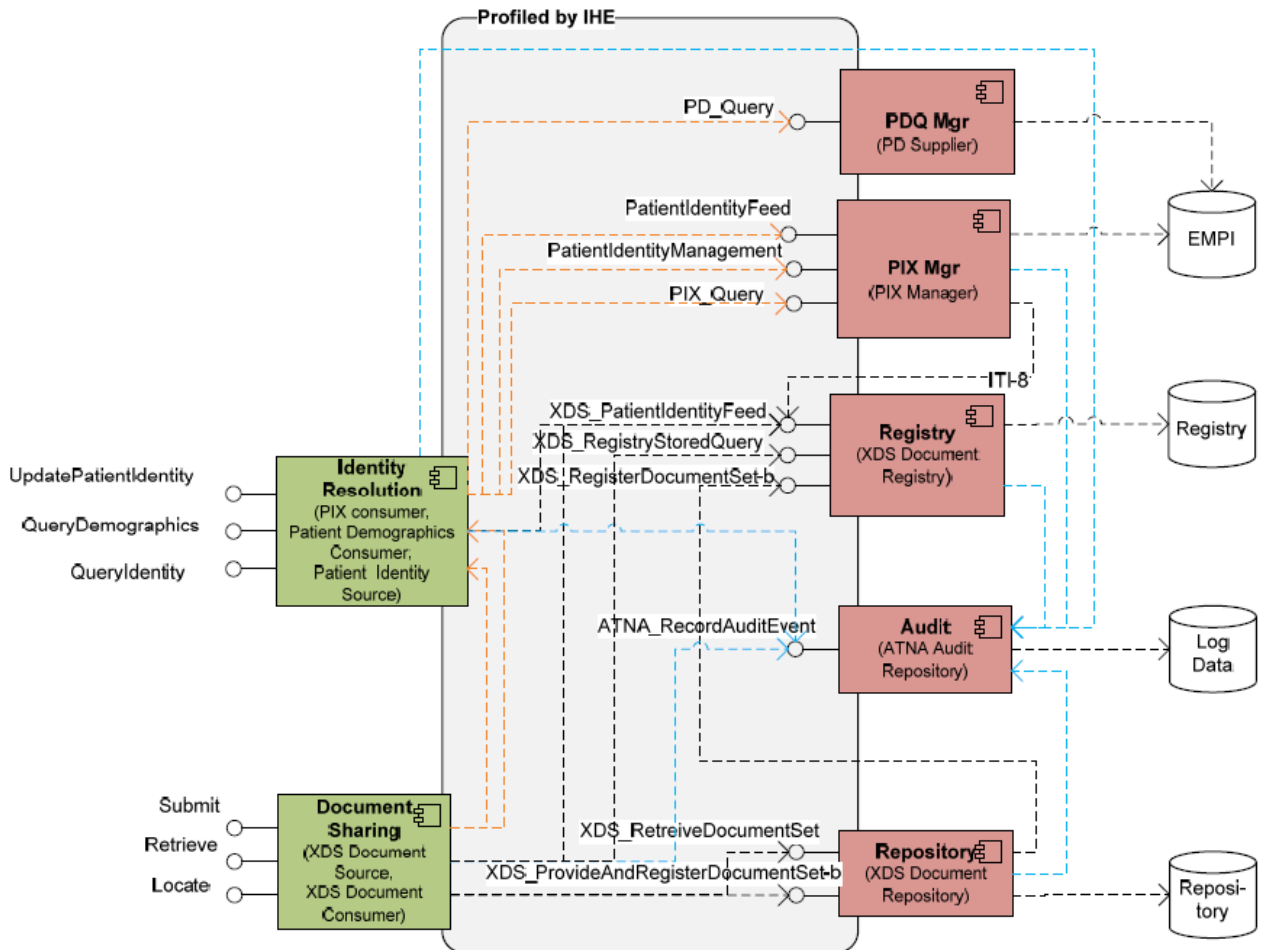 Profiled by IHE
PD_Query
PDQ Mgr
(PD Supplier)
PatientIdentityFeed
PatientIdentityManagement
PIX_Query
PIX Mgr
(PIX Manager)
EMPI
ITI-8
XDS_PatientIdentityFeed
XDS_RegistryStoredQuery
XDS_RegisterDocumentSet-b
Registry
(XDS Document
Registry)
Registry
UpdatePatientIdentity
QueryDemographics
QueryIdentity
Identity
Resolution
(PIX consumer,
Patient Demographics
Consumer,
Patient Identity
Source)
ATNA_RecordAuditEvent
Audit
(ATNA Audit
Repository)
Log
Data
Submit
Retrieve
Locate
Document
Sharing
(XDS Document
Source,
XDS Document
Consumer)
XDS_RetreiveDocumentSet
XDS_ProvideAndRegisterDocumentSet-b
Repository
(XDS Document
Repository)
Reposi-
tory